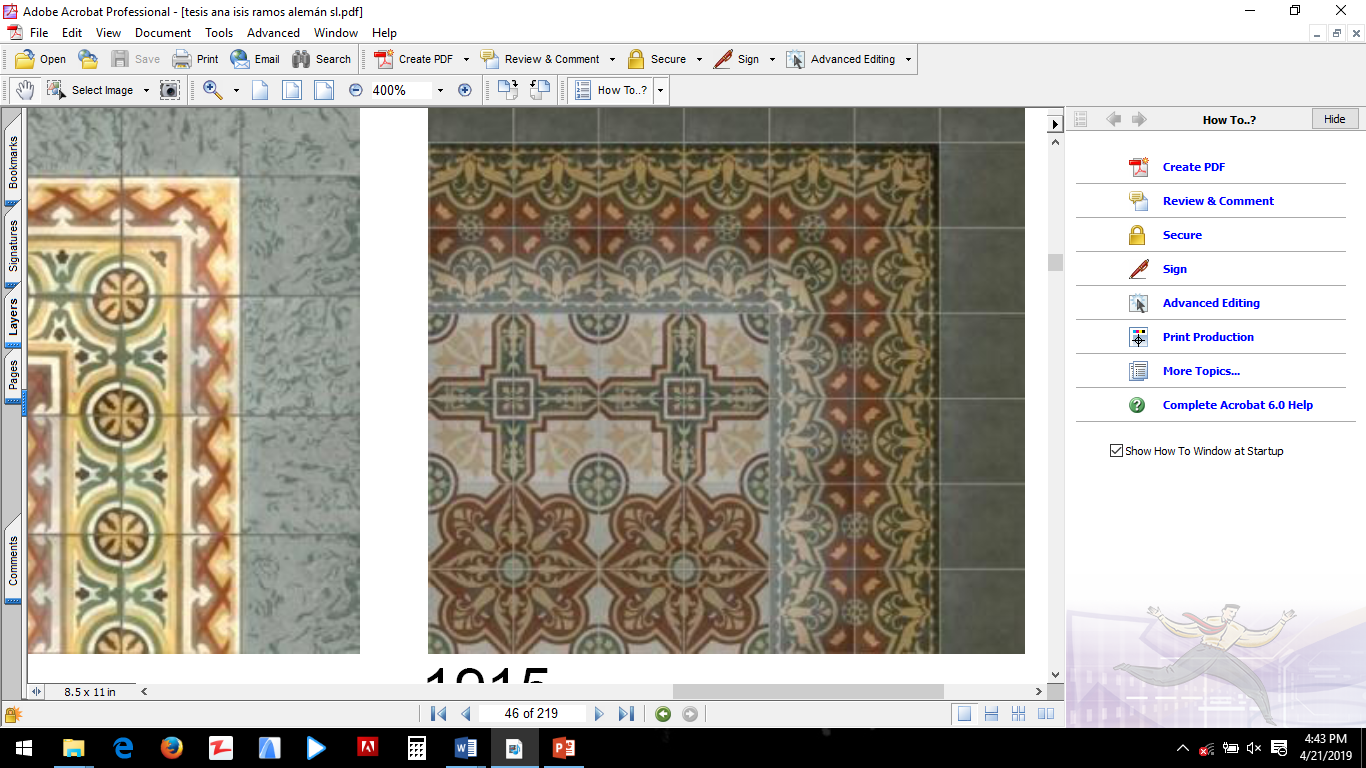 Adobe Acrobat Professional - [tesis ana isis ramos alemán sl.pdf]
File Edit View Document Tools Advanced Window Help
Open Save Print Email Search Create PDF Review & Comment Secure Sign Advanced Editing
Select Image 400% How To..?
Bookmarks
Signatures
Layers
Pages
Comments
How To..? Hide
Create PDF
Review & Comment
Secure
Sign
Advanced Editing
Print Production
More Topics...
Complete Acrobat 6.0 Help
Show How To Window at Startup
1915
8.5 x 11 in
46 of 219
4:43 PM
4/21/2019